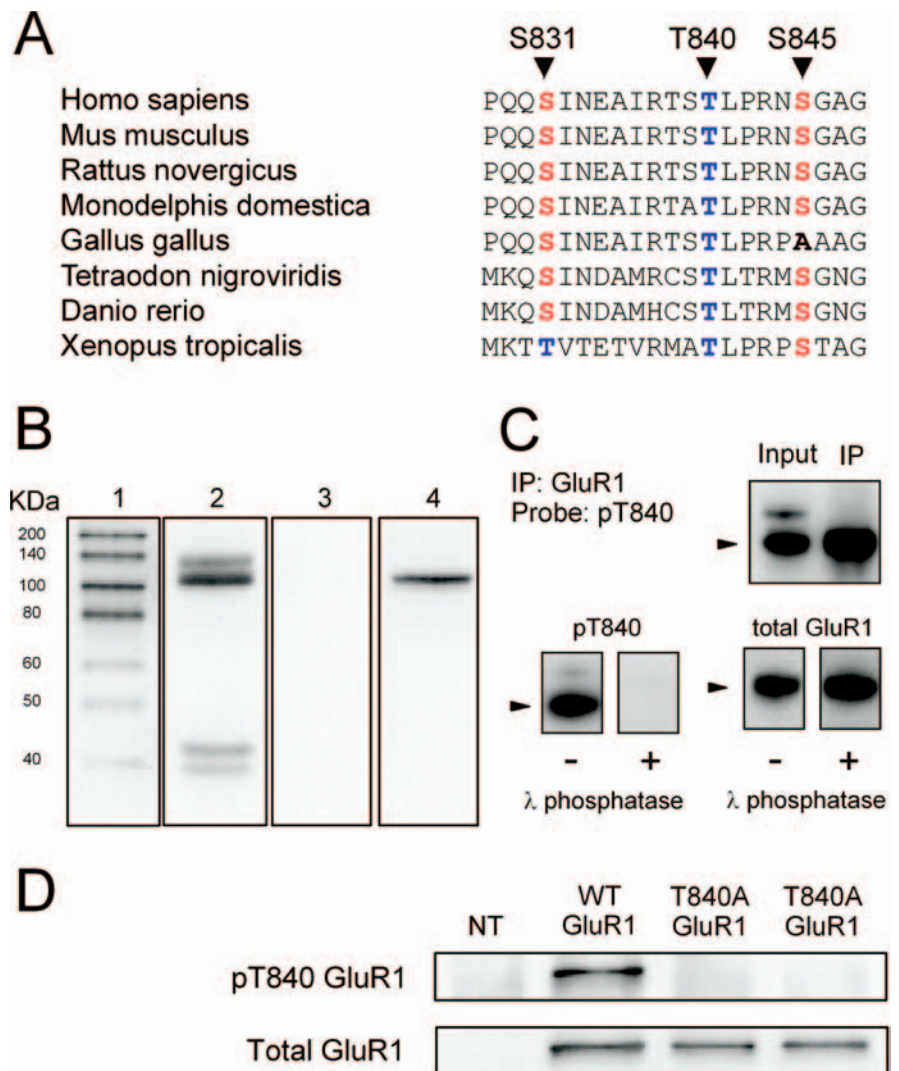 A
S831 T840 S845
Homo sapiens PQQSINEAIRTSTLPRNSGAG
Mus musculus PQQSINEAIRTSTLPRNSGAG
Rattus novergicus PQQSINEAIRTSTLPRNSGAG
Monodelphis domestica PQQSINEAIRTATLPRNSGAG
Gallus gallus PQQSINEAIRTSTLPRPAAAG
Tetraodon nigroviridis MKQSINDAMRCSTLTRMSGNG
Danio rerio MKQSINDAMHCSTLTRMSGNG
Xenopus tropicalis MKTTVTETVRMATLPRPSTAG
B
KDa 1 2 3 4
200
140
100
80
60
50
40
C
IP: GluR1
Probe: pT840
Input IP
pT840 total GluR1
- + - +
λ phosphatase λ phosphatase
D
NT WT GluR1 T840A GluR1 T840A GluR1
pT840 GluR1
Total GluR1